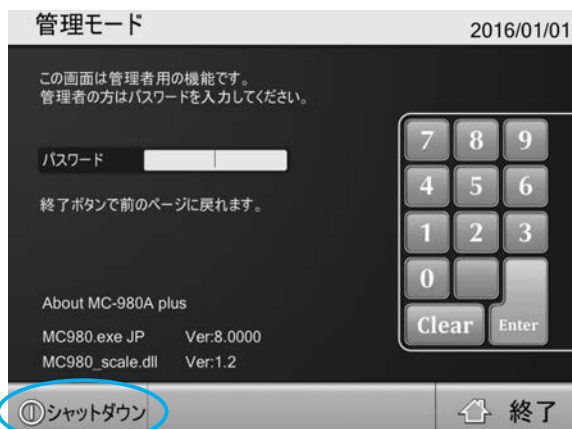 管理モード
2016/01/01
この画面は管理者用の機能です。
管理者の方はパスワードを入力してください。
パスワード
終了ボタンで前のページに戻れます。
7 8 9
4 5 6
1 2 3
0
Clear Enter
About MC-980A plus
MC980.exe JP Ver:8.0000
MC980_scale.dll Ver:1.2
シャットダウン
終了